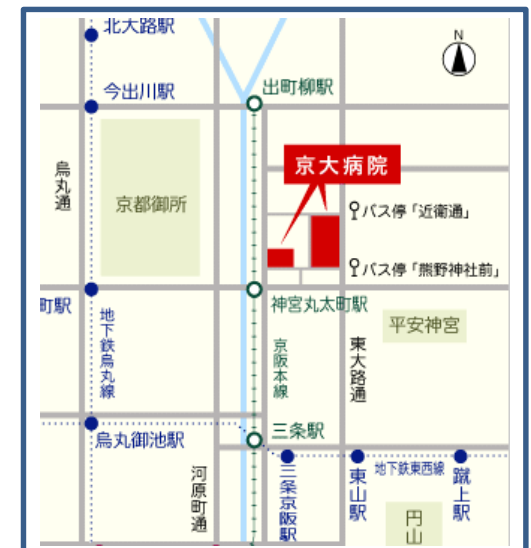 北大路駅
N
今出川駅
出町柳駅
烏丸通
京都御所
京大病院
バス停「近衛通」
バス停「熊野神社前」
町駅
神宮丸太町駅
平安神宮
地下鉄烏丸線
京阪本線
東大路通
烏丸御池駅
三条駅
河原町通
三条京阪駅
東山駅
地下鉄東西線
蹴上駅
円山